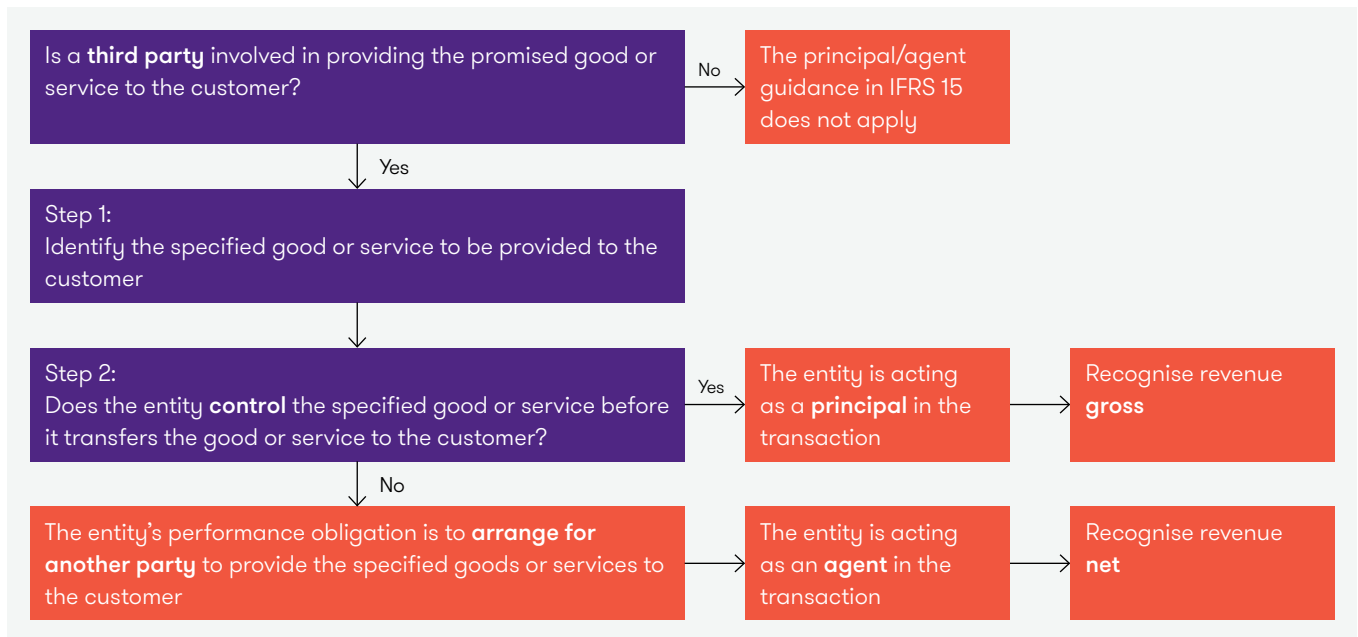 Is a third party involved in providing the promised good or
service to the customer?
No
The principal/agent
guidance in IFRS 15
does not apply
Yes
Step 1:
Identify the specified good or service to be provided to the
customer
Step 2:
Does the entity control the specified good or service before
it transfers the good or service to the customer?
Yes
The entity is acting
as a principal in the
transaction
Recognise revenue
gross
No
The entity’s performance obligation is to arrange for
another party to provide the specified goods or services to
the customer
The entity is acting
as an agent in the
transaction
Recognise revenue
net